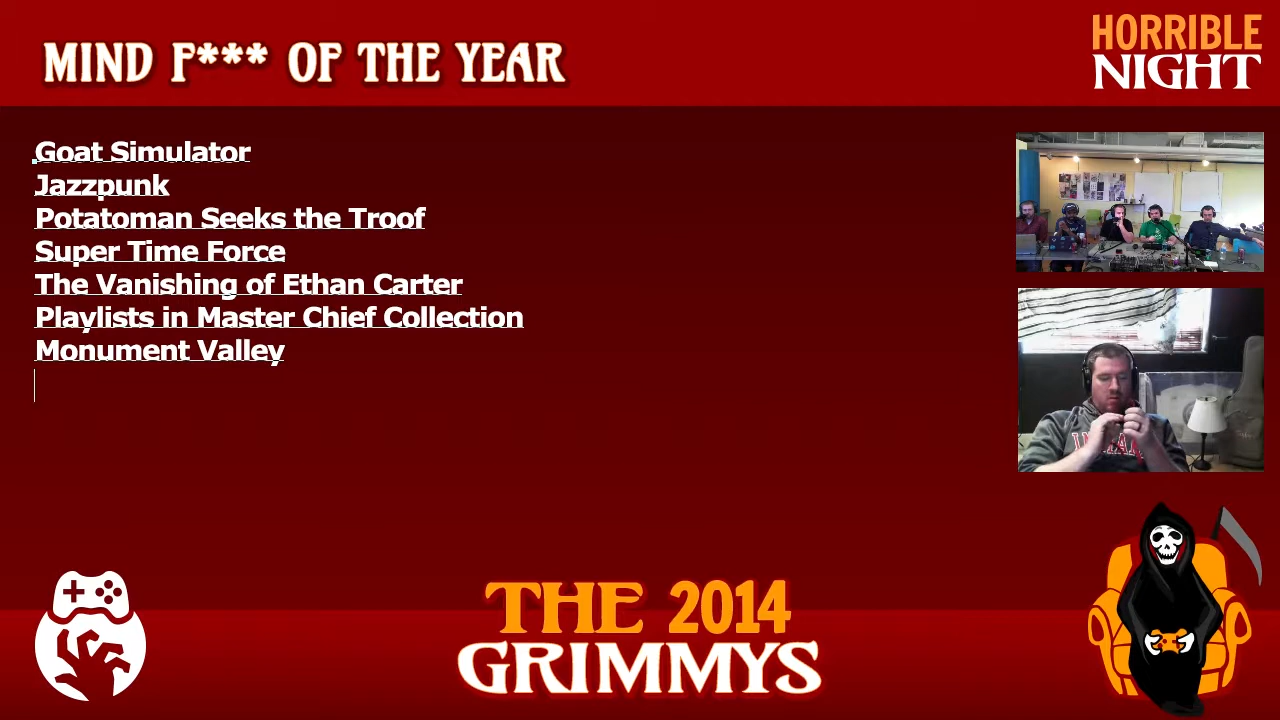 MIND F*** OF THE YEAR
HORRIBLE
NIGHT
Goat Simulator
Jazzpunk
Potatoman Seeks the Troof
Super Time Force
The Vanishing of Ethan Carter
Playlists in Master Chief Collection
Monument Valley
THE 2014
GRIMMYS